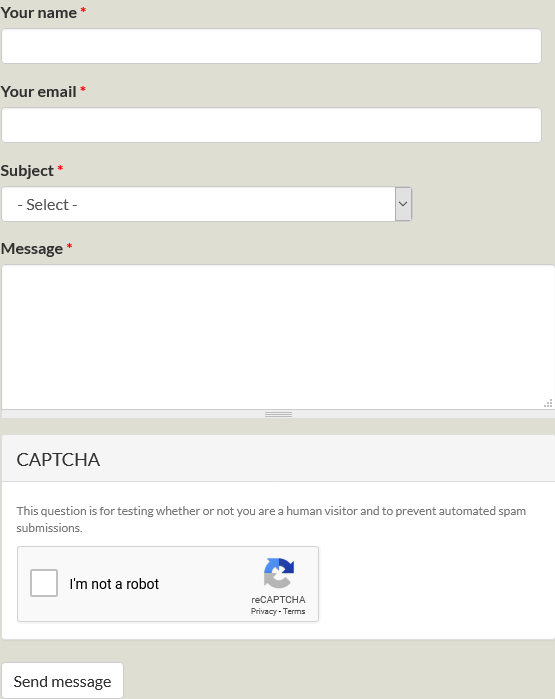 Your name *
Your email *
Subject *
- Select -
Message *
CAPTCHA
This question is for testing whether or not you are a human visitor and to prevent automated spam
submissions.
I'm not a robot
reCAPTCHA
Privacy - Terms
Send message